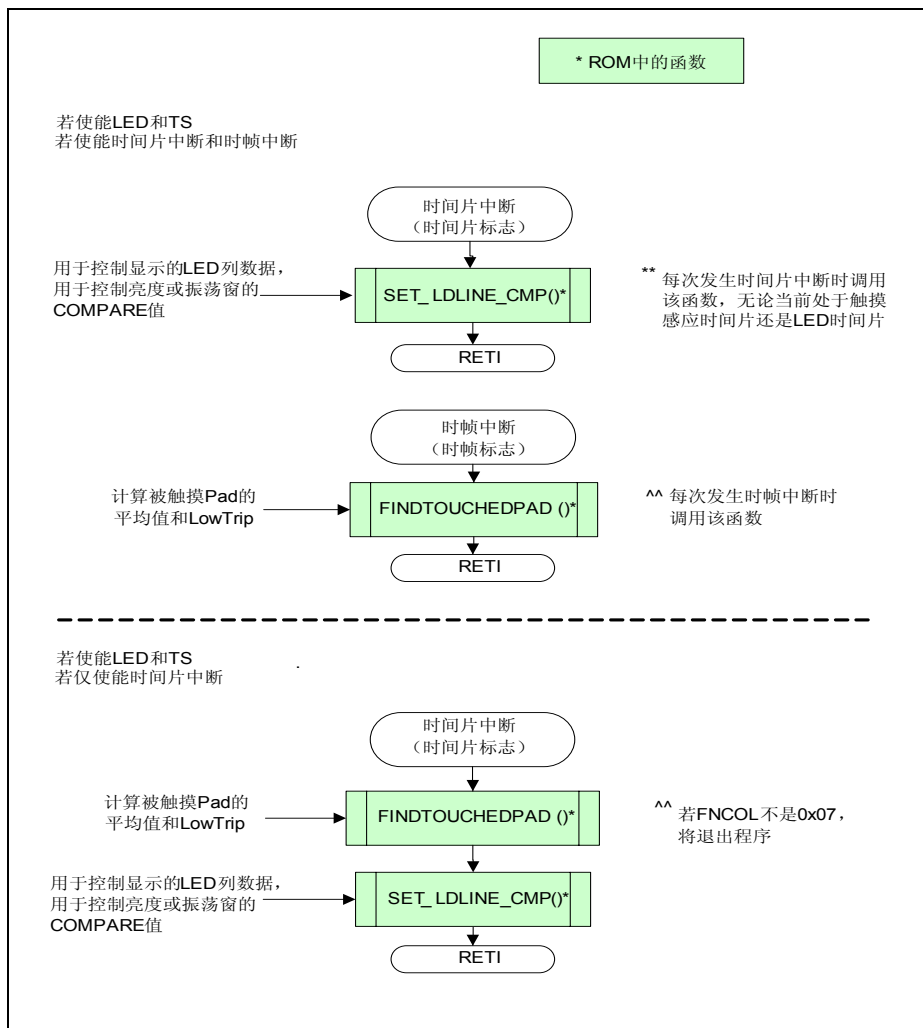 * ROM中的函数
若使能LED和TS
若使能时间片中断和时帧中断
时间片中断
（时间片标志）
用于控制显示的LED列数据，
用于控制亮度或振荡窗的
COMPARE值
SET_LDLINE_CMP()*
** 每次发生时间片中断时调用
该函数，无论当前处于触摸
感应时间片还是LED时间片
RETI
时帧中断
（时帧标志）
计算被触摸Pad的
平均值和LowTrip
FINDTOUCHEDPAD ()*
^^ 每次发生时帧中断时
调用该函数
RETI
若使能LED和TS
若仅使能时间片中断
时间片中断
（时间片标志）
计算被触摸Pad的
平均值和LowTrip
FINDTOUCHEDPAD ()*
^^ 若FNCOL不是0x07，
将退出程序
用于控制显示的LED列数据，
用于控制亮度或振荡窗的
COMPARE值
SET_LDLINE_CMP()*
RETI